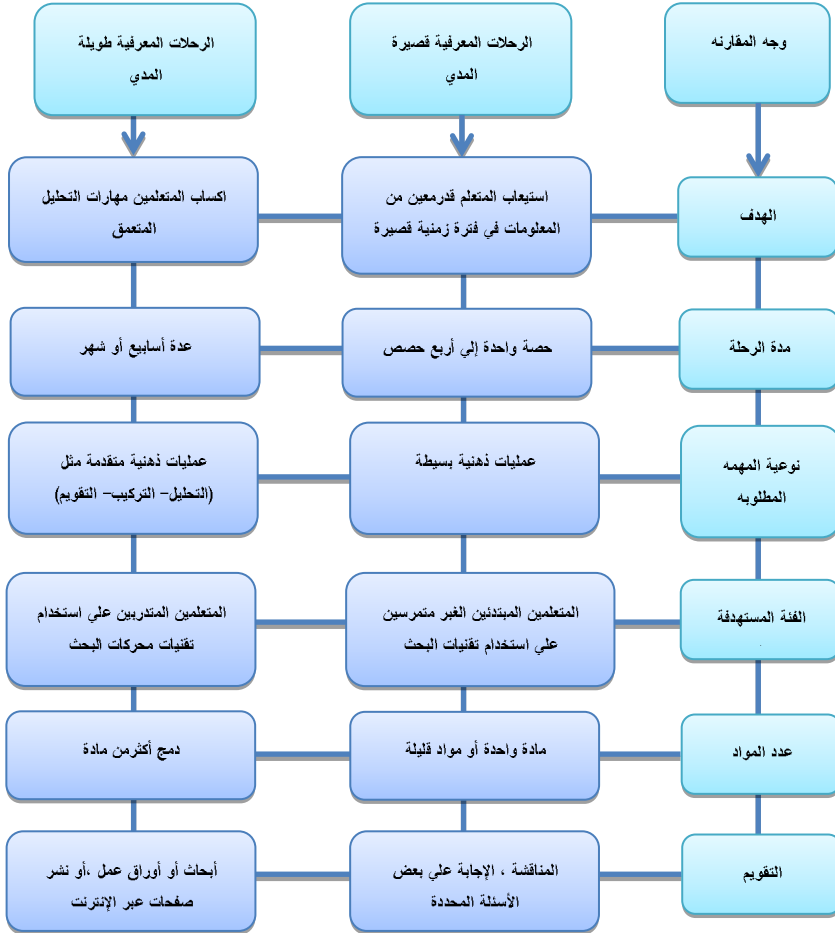 وجه المقارنه
الرحلات المعرفية قصيرة
المدي
الرحلات المعرفية طويلة
المدي
الهدف
استيعاب المتعلم قدرمعين من
المعلومات في فترة زمنية قصيرة
اكساب المتعلمين مهارات التحليل
المتعمق
مدة الرحلة
حصة واحدة إلي أربع حصص
عدة أسابيع أو شهر
نوعية المهمه
المطلوبه
عمليات ذهنية بسيطة
عمليات ذهنية متقدمة مثل
(التحليل– التركيب– التقويم)
الفئة المستهدفة
.
المتعلمين المبتدئين الغبر متمرسين
علي استخدام تقنيات البحث
المتعلمين المتدربين علي استخدام
تقنيات محركات البحث
عدد المواد
مادة واحدة أو مواد قليلة
دمج أكثرمن مادة
التقويم
المناقشة ، الإجابة علي بعض
الأسئلة المحددة
أبحاث أو أوراق عمل ،أو نشر
صفحات عبر الإنترنت